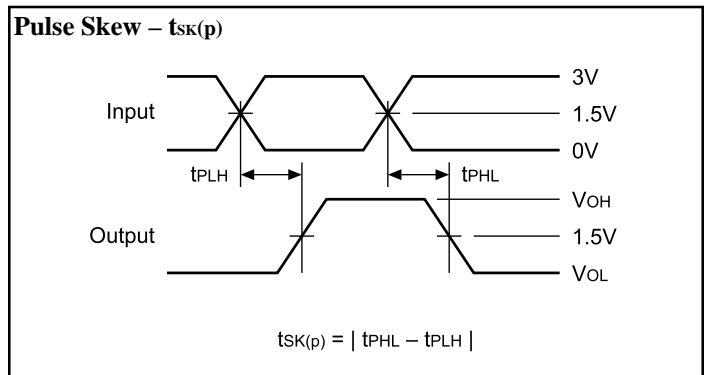 Pulse Skew – tSK(p)
3V
Input
1.5V
0V
tPLH
tPHL
VOH
Output
1.5V
VOL
tSK(p) = | tPHL – tPLH |